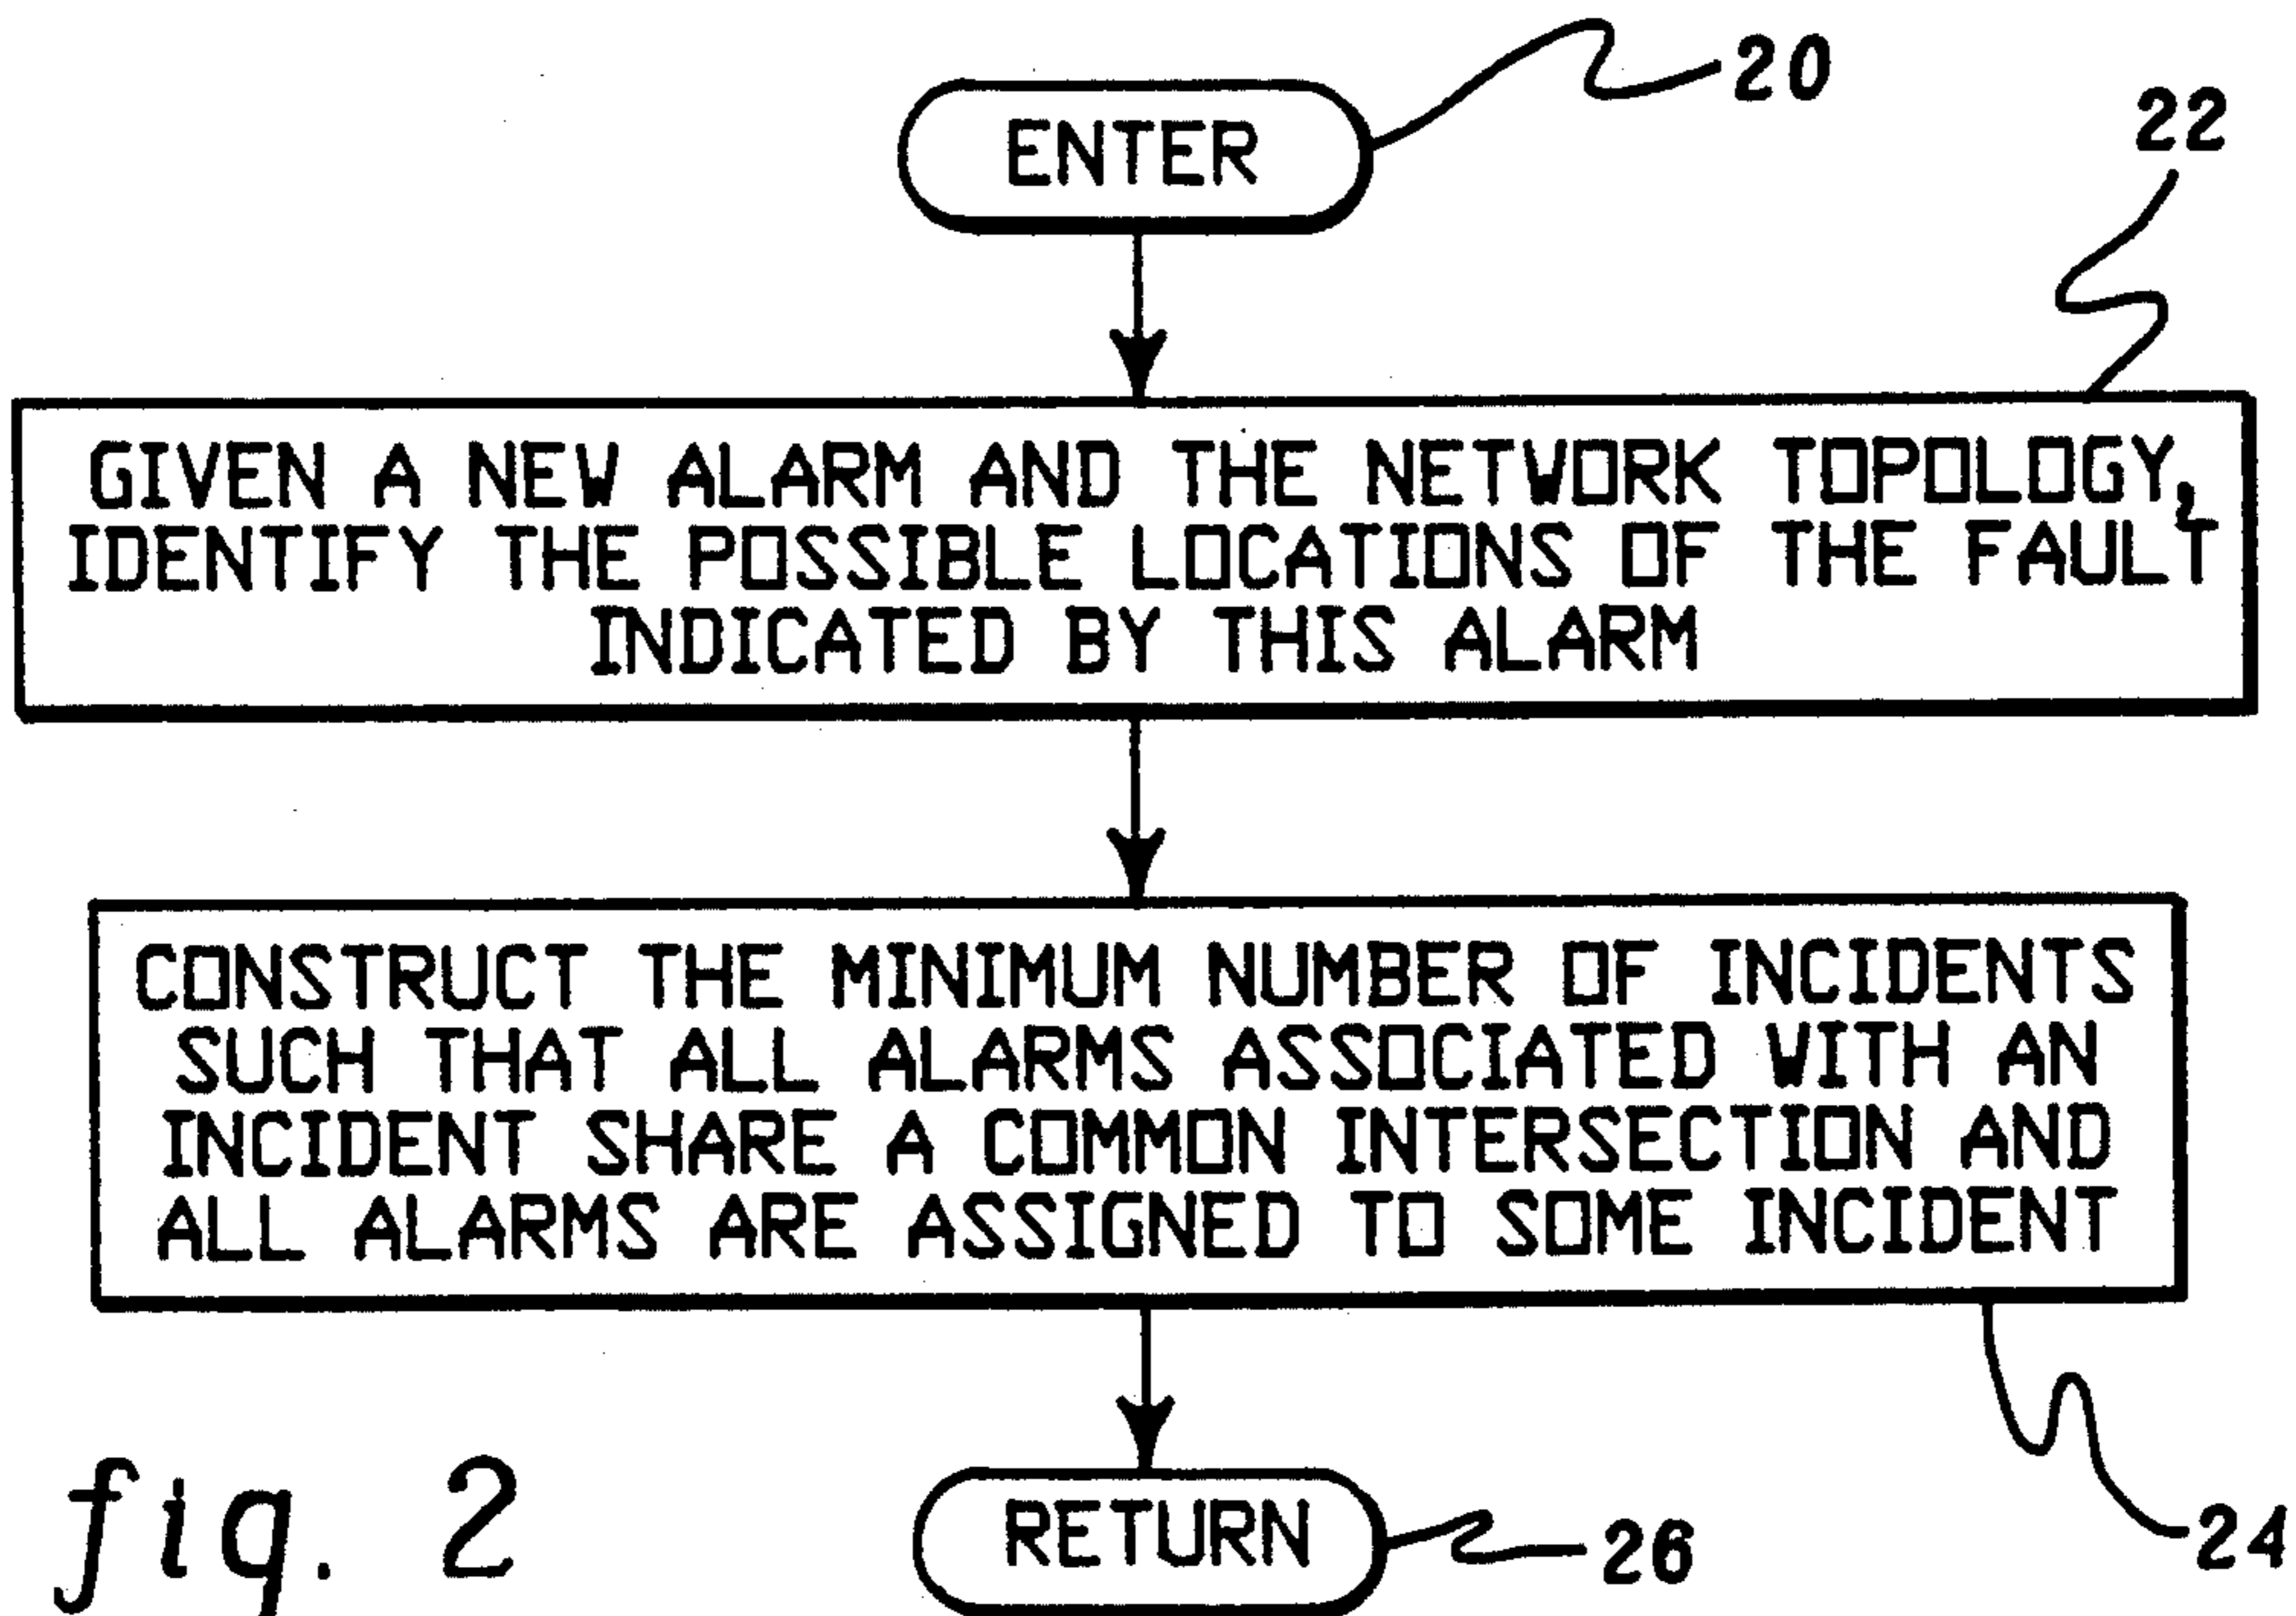 ENTER
20
22
GIVEN A NEW ALARM AND THE NETWORK TOPOLOGY,
IDENTIFY THE POSSIBLE LOCATIONS OF THE FAULT
INDICATED BY THIS ALARM
CONSTRUCT THE MINIMUM NUMBER OF INCIDENTS
SUCH THAT ALL ALARMS ASSOCIATED WITH AN
INCIDENT SHARE A COMMON INTERSECTION AND
ALL ALARMS ARE ASSIGNED TO SOME INCIDENT
24
RETURN
26
fig. 2